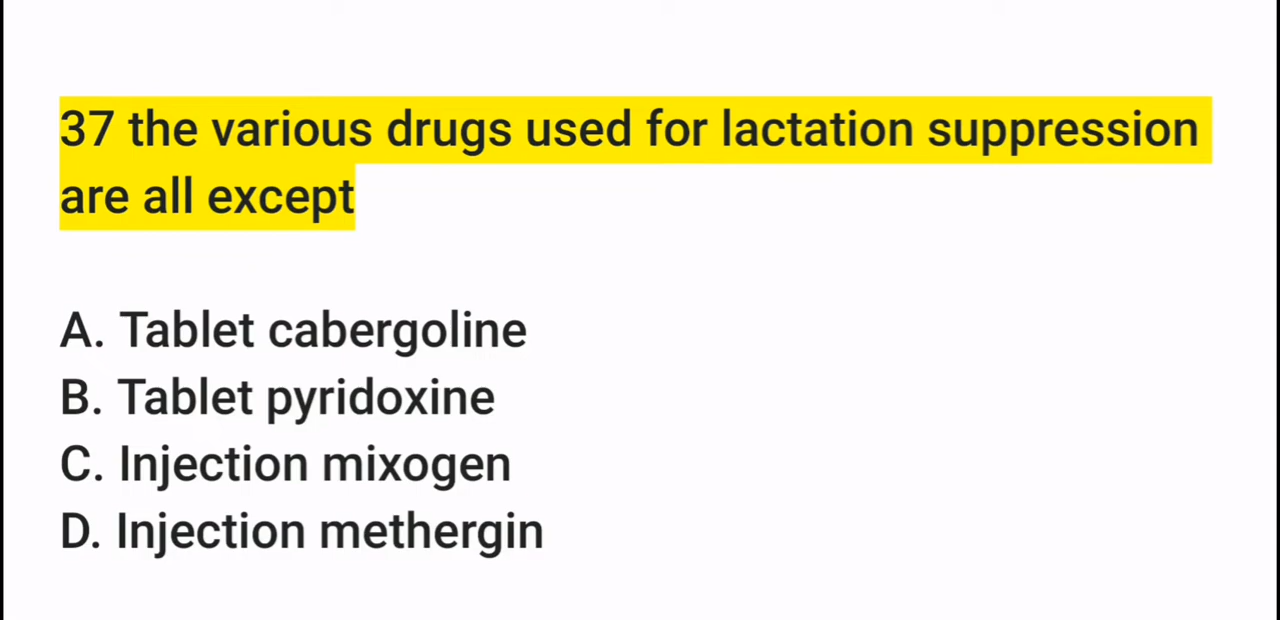 37 the various drugs used for lactation suppression
are all except
A. Tablet cabergoline
B. Tablet pyridoxine
C. Injection mixogen
D. Injection methergin